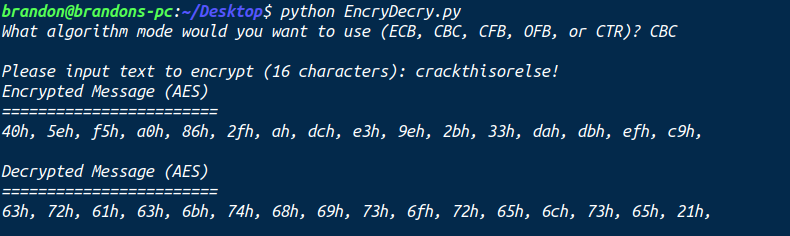 brandon@brandons-pc:~/Desktop$ python EncryDecry.py
What algorithm mode would you want to use (ECB, CBC, CFB, OFB, or CTR)? CBC
Please input text to encrypt (16 characters): crackthisorelse!
Encrypted Message (AES)
=========================
40h, 5eh, f5h, a0h, 86h, 2fh, ah, dch, e3h, 9eh, 2bh, 33h, dah, dbh, efh, c9h,
Decrypted Message (AES)
=========================
63h, 72h, 61h, 63h, 6bh, 74h, 68h, 69h, 73h, 6fh, 72h, 65h, 6ch, 73h, 65h, 21h,